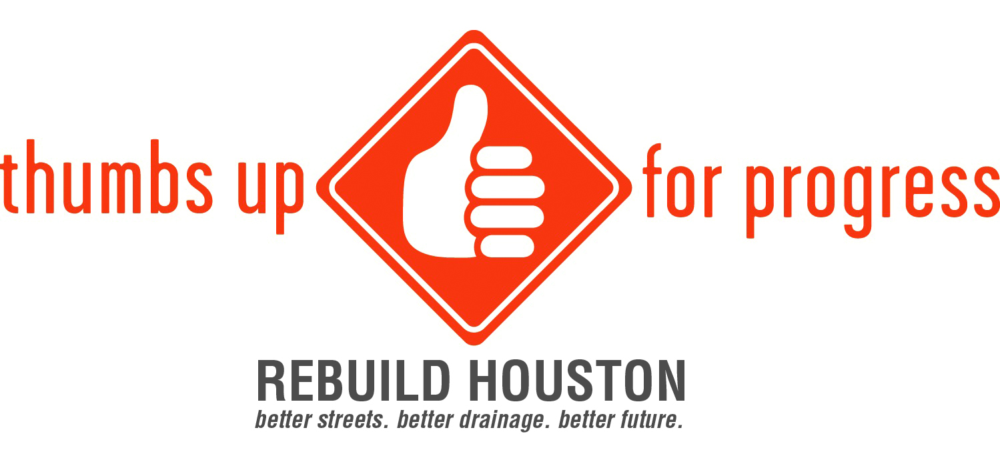 thumbs up for progress
REBUILD HOUSTON
better streets. better drainage. better future.